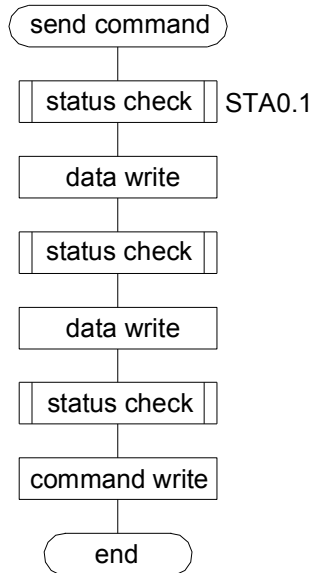 send command
status check STA0.1
data write
status check
data write
status check
command write
end